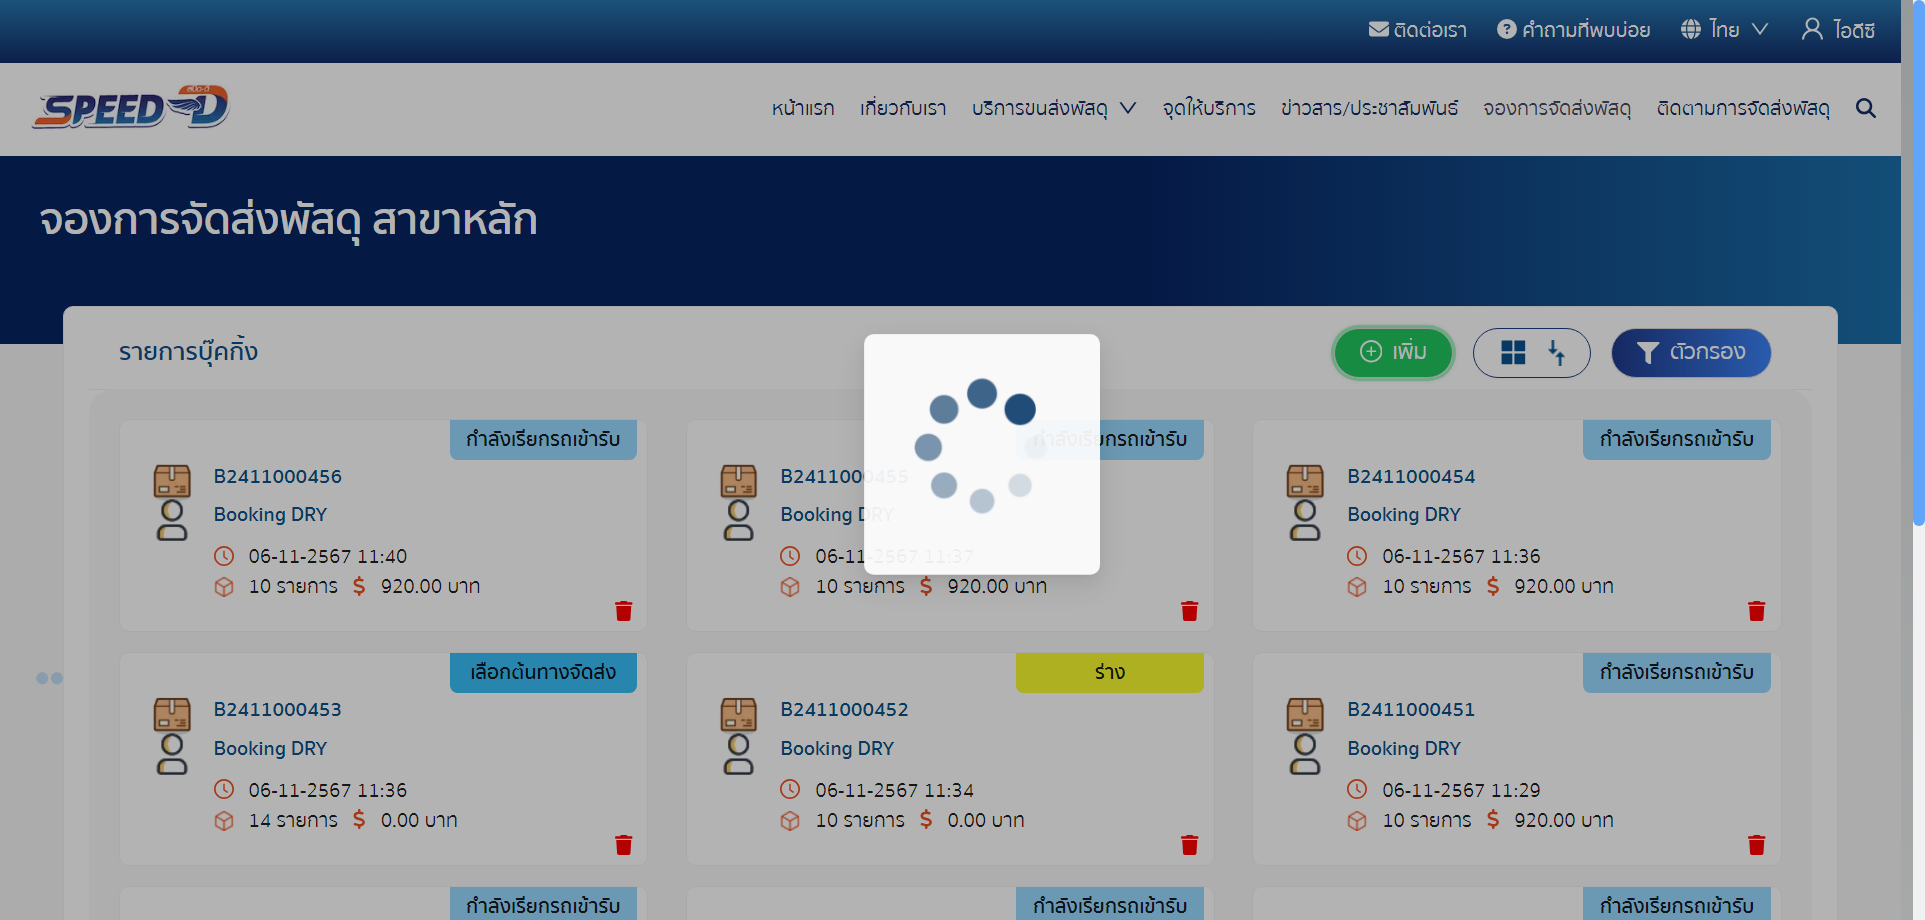 ติดต่อเรา คำถามที่พบบ่อย ไทย ไอดีซี
สปีด-ดี
SPEED-D
หน้าแรก เกี่ยวกับเรา บริการขนส่งพัสดุ จุดให้บริการ ข่าวสาร/ประชาสัมพันธ์ จองการจัดส่งพัสดุ ติดตามการจัดส่งพัสดุ
จองการจัดส่งพัสดุ สาขาหลัก
รายการบุ๊คกิ้ง เพิ่ม ตัวกรอง
กำลังเรียกรถเข้ารับ
B2411000456
Booking DRY
06-11-2567 11:40
10 รายการ $ 920.00 บาท
กำลังเรียกรถเข้ารับ
B2411000455
Booking DRY
06-11-2567 11:37
10 รายการ $ 920.00 บาท
กำลังเรียกรถเข้ารับ
B2411000454
Booking DRY
06-11-2567 11:36
10 รายการ $ 920.00 บาท
เลือกต้นทางจัดส่ง
B2411000453
Booking DRY
06-11-2567 11:36
14 รายการ $ 0.00 บาท
ร่าง
B2411000452
Booking DRY
06-11-2567 11:34
10 รายการ $ 0.00 บาท
กำลังเรียกรถเข้ารับ
B2411000451
Booking DRY
06-11-2567 11:29
10 รายการ $ 920.00 บาท
กำลังเรียกรถเข้ารับ
กำลังเรียกรถเข้ารับ
กำลังเรียกรถเข้ารับ